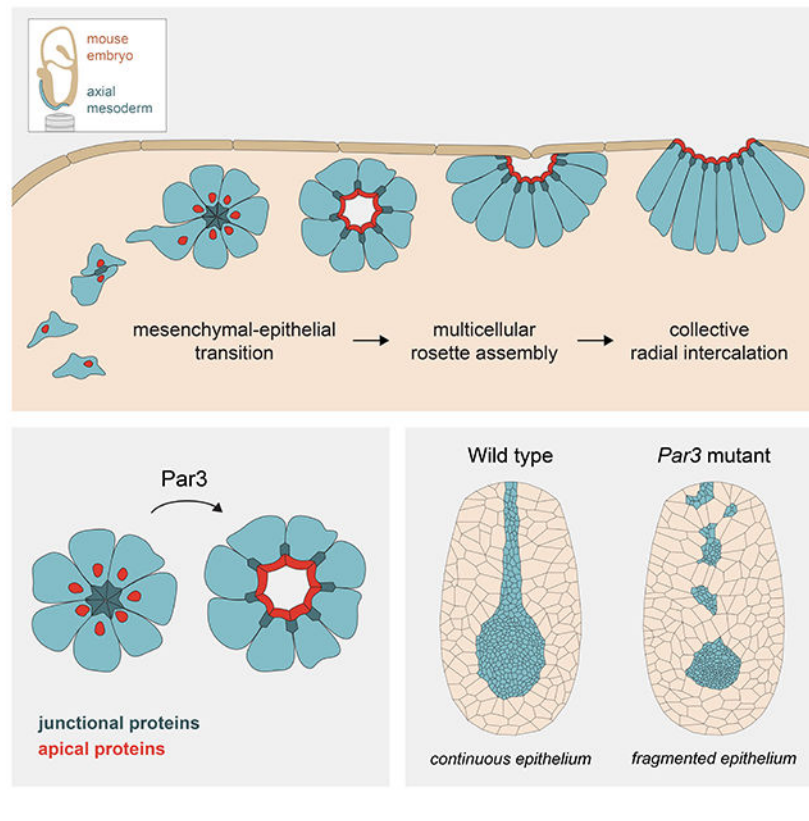 mouse
embryo
axial
mesoderm
mesenchymal-epithelial
transition
multicellular
rosette assembly
collective
radial intercalation
Par3
junctional proteins
apical proteins
Wild type
Par3 mutant
continuous epithelium
fragmented epithelium